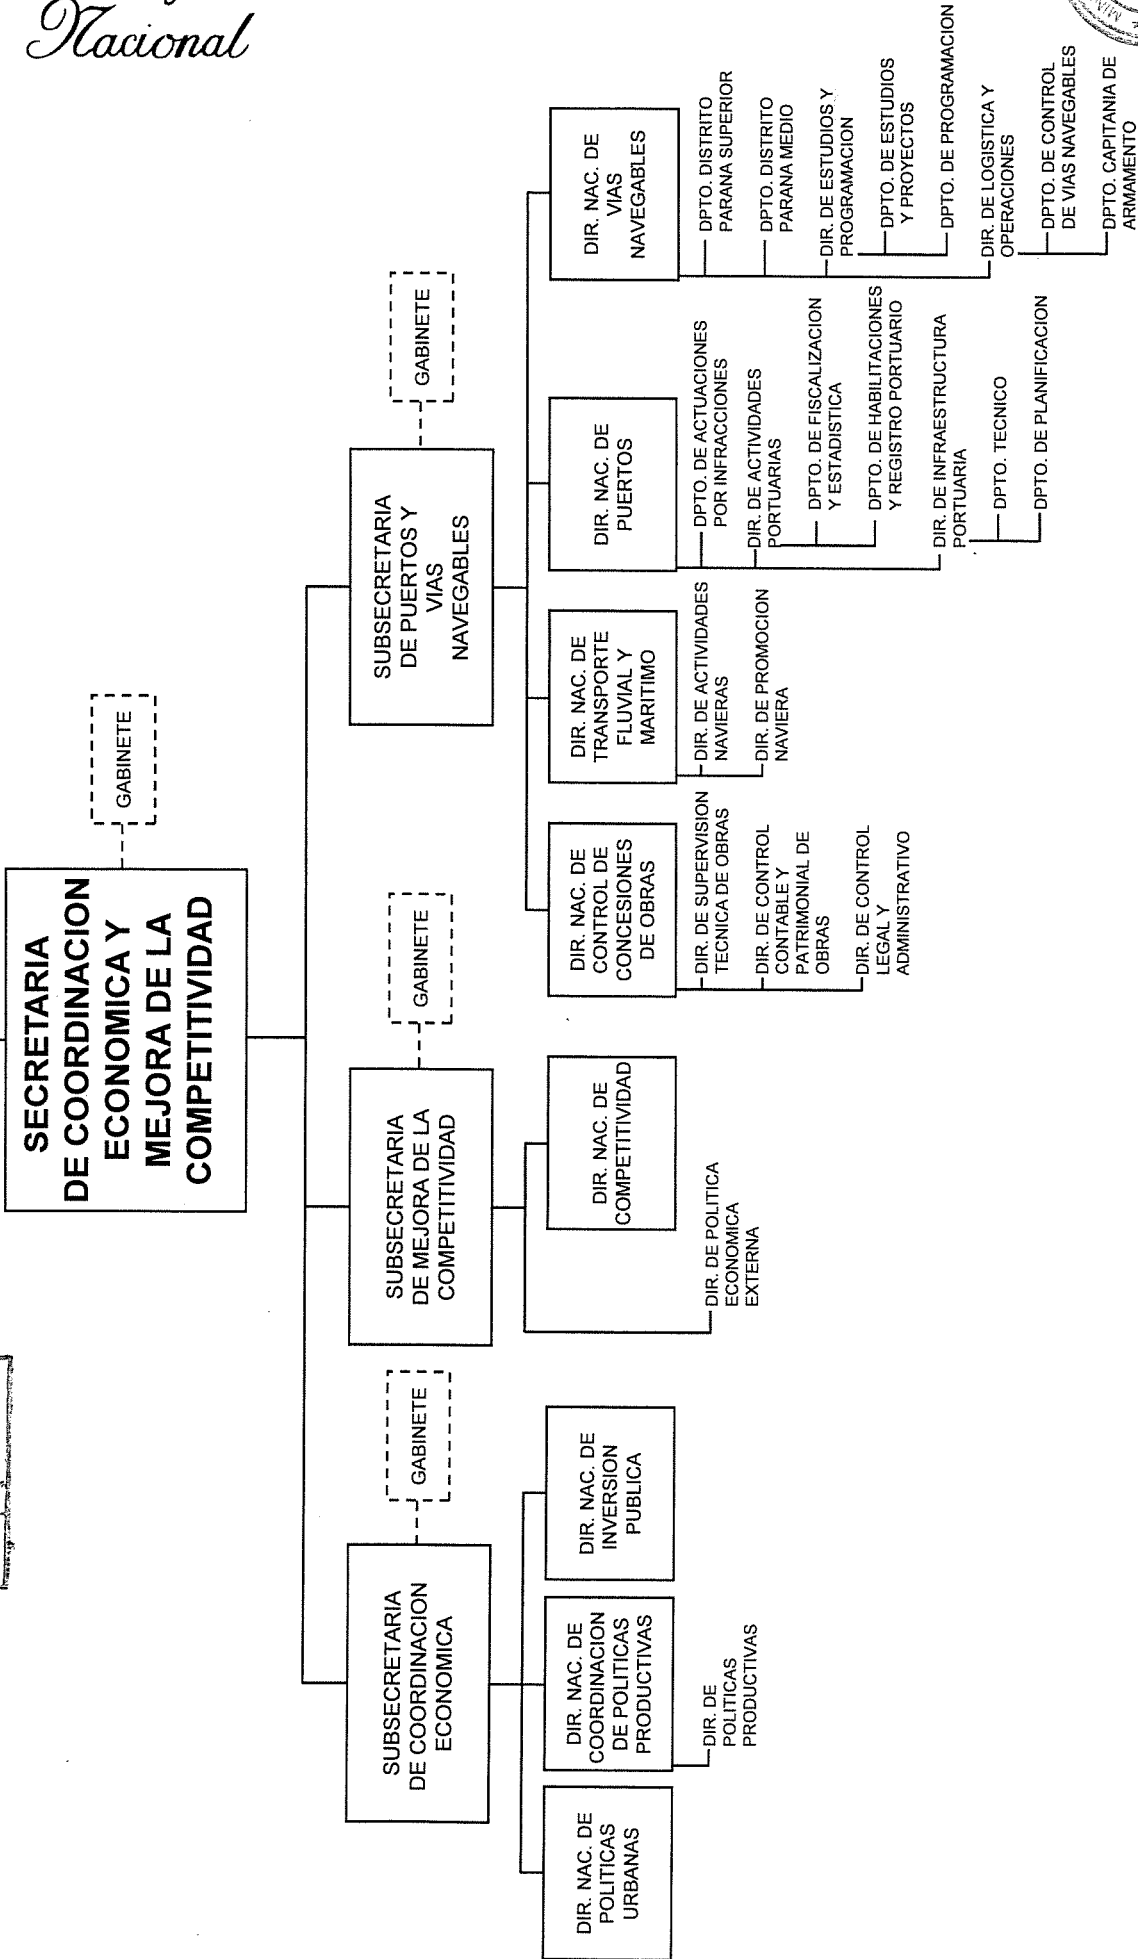 Nacional
SECRETARIA
DE COORDINACION
ECONOMICA Y
MEJORA DE LA
COMPETITIVIDAD
GABINETE
SUBSECRETARIA
DE COORDINACION
ECONOMICA
GABINETE
DIR. NAC. DE
POLITICAS
URBANAS
DIR. NAC. DE
COORDINACION
DE POLITICAS
PRODUCTIVAS
DIR. DE
POLITICAS
PRODUCTIVAS
DIR. NAC. DE
INVERSION
PUBLICA
SUBSECRETARIA
DE MEJORA DE LA
COMPETITIVIDAD
GABINETE
DIR. DE POLITICA
ECONOMICA
EXTERNA
DIR. NAC. DE
COMPETITIVIDAD
SUBSECRETARIA
DE PUERTOS Y
VIAS
NAVEGABLES
GABINETE
DIR. NAC. DE
CONTROL DE
CONCESIONES
DE OBRAS
DIR. DE SUPERVISION
TECNICA DE OBRAS
DIR. DE CONTROL
CONTABLE Y
PATRIMONIAL DE
OBRAS
DIR. DE CONTROL
LEGAL Y
ADMINISTRATIVO
DIR. NAC. DE
TRANSPORTE
FLUVIAL Y
MARITIMO
DIR. DE ACTIVIDADES
NAVIERAS
DIR. DE PROMOCION
NAVIERA
DIR. NAC. DE
PUERTOS
DPTO. DE ACTUACIONES
POR INFRACCIONES
DIR. DE ACTIVIDADES
PORTUARIAS
DPTO. DE FISCALIZACION
Y ESTADISTICA
DPTO. DE HABILITACIONES
Y REGISTRO PORTUARIO
DIR. DE INFRAESTRUCTURA
PORTUARIA
DPTO. TECNICO
DPTO. DE PLANIFICACION
DIR. NAC. DE
VIAS
NAVEGABLES
DPTO. DISTRITO
PARANA SUPERIOR
DPTO. DISTRITO
PARANA MEDIO
DIR. DE ESTUDIOS Y
PROGRAMACION
DPTO. DE ESTUDIOS
Y PROYECTOS
DPTO. DE PROGRAMACION
DIR. DE LOGISTICA Y
OPERACIONES
DPTO. DE CONTROL
DE VIAS NAVEGABLES
DPTO. CAPITANIA DE
ARMAMENTO